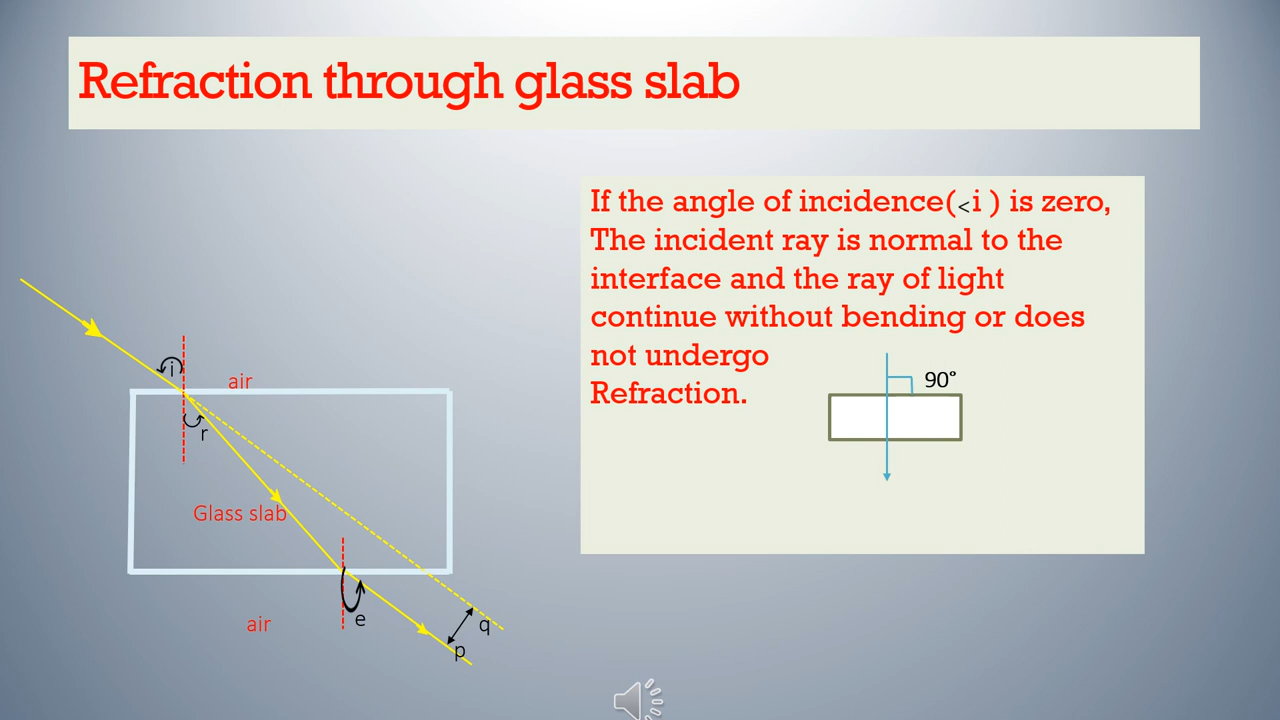 Refraction through glass slab
If the angle of incidence(<i ) is zero,
The incident ray is normal to the
interface and the ray of light
continue without bending or does
not undergo
Refraction.
90°
i
air
r
Glass slab
air
e
q
p